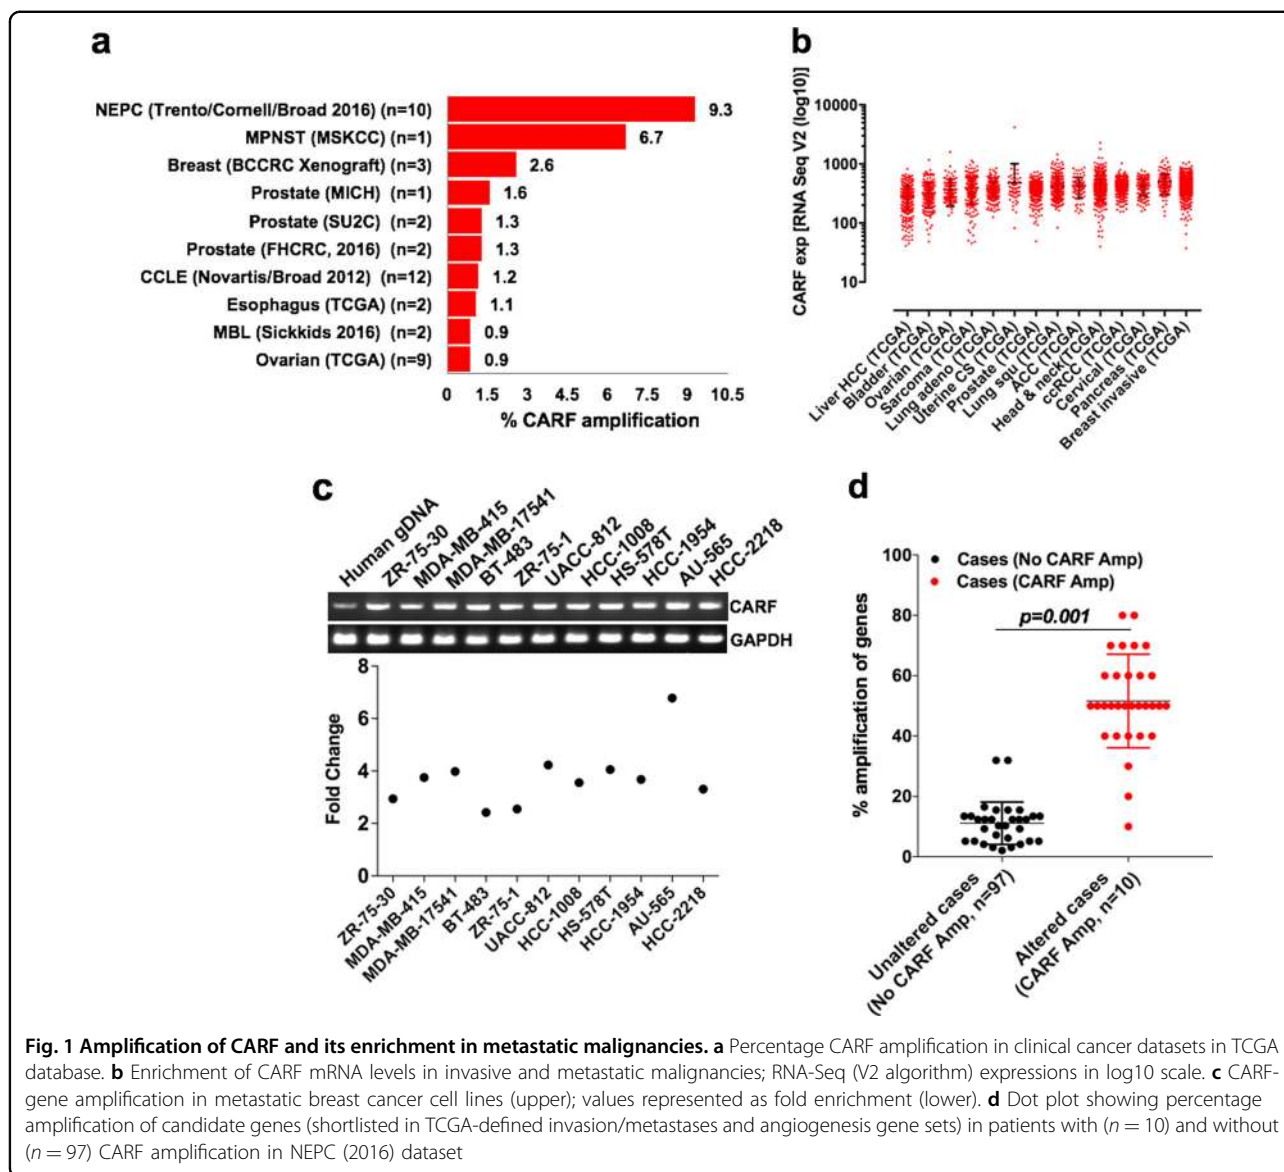 a
NEPC (Trento/Cornell/Broad 2016) (n=10)
9.3
MPNST (MSKCC) (n=1)
6.7
Breast (BCCRC Xenograft) (n=3)
2.6
Prostate (MICH) (n=1)
1.6
Prostate (SU2C) (n=2)
1.3
Prostate (FHCRC, 2016) (n=2)
1.3
CCLE (Novartis/Broad 2012) (n=12)
1.2
Esophagus (TCGA) (n=2)
1.1
MBL (Sickkids 2016) (n=2)
0.9
Ovarian (TCGA) (n=9)
0.9
0 1.5 3 4.5 6 7.5 9 10.5
% CARF amplification
b
CARF exp [RNA Seq V2 (log10)]
10000
1000
100
10
Liver HCC (TCGA)
Bladder (TCGA)
Ovarian (TCGA)
Sarcoma (TCGA)
Lung adeno (TCGA)
Uterine CS (TCGA)
Prostate (TCGA)
Lung squ (TCGA)
ACC (TCGA)
Head & neck(TCGA)
ccRCC (TCGA)
Cervical (TCGA)
Pancreas (TCGA)
Breast invasive (TCGA)
c
Human gDNA
ZR-75-30
MDA-MB-415
MDA-MB-17541
BT-483
ZR-75-1
UACC-812
HCC-1008
HS-578T
HCC-1954
AU-565
HCC-2218
CARF
GAPDH
Fold Change
8
6
4
2
0
ZR-75-30
MDA-MB-415
MDA-MB-17541
BT-483
ZR-75-1
UACC-812
HCC-1008
HS-578T
HCC-1954
AU-565
HCC-2218
d
% amplification of genes
100
80
60
40
20
0
Cases (No CARF Amp)
Cases (CARF Amp)
p=0.001
Unaltered cases
(No CARF Amp, n=97)
Altered cases
(CARF Amp, n=10)
Fig. 1 Amplification of CARF and its enrichment in metastatic malignancies. a Percentage CARF amplification in clinical cancer datasets in TCGA
database. b Enrichment of CARF mRNA levels in invasive and metastatic malignancies; RNA-Seq (V2 algorithm) expressions in log10 scale. c CARF-
gene amplification in metastatic breast cancer cell lines (upper); values represented as fold enrichment (lower). d Dot plot showing percentage
amplification of candidate genes (shortlisted in TCGA-defined invasion/metastases and angiogenesis gene sets) in patients with (n = 10) and without
(n = 97) CARF amplification in NEPC (2016) dataset